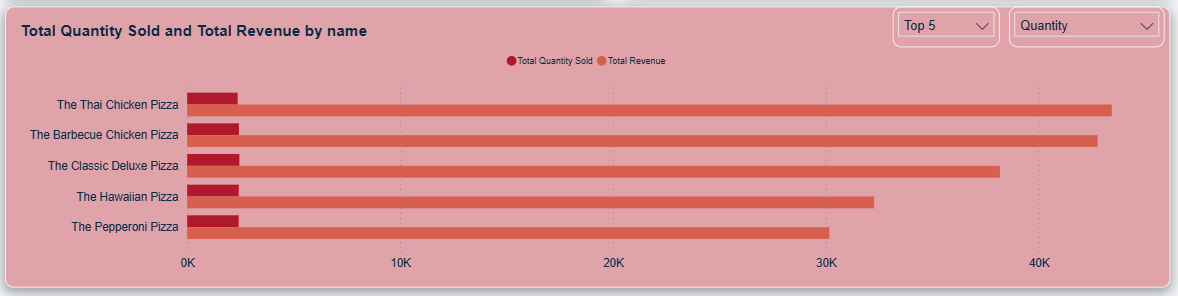 Total Quantity Sold and Total Revenue by name
Top 5
Quantity
Total Quantity Sold Total Revenue
The Thai Chicken Pizza
The Barbecue Chicken Pizza
The Classic Deluxe Pizza
The Hawaiian Pizza
The Pepperoni Pizza
0K 10K 20K 30K 40K